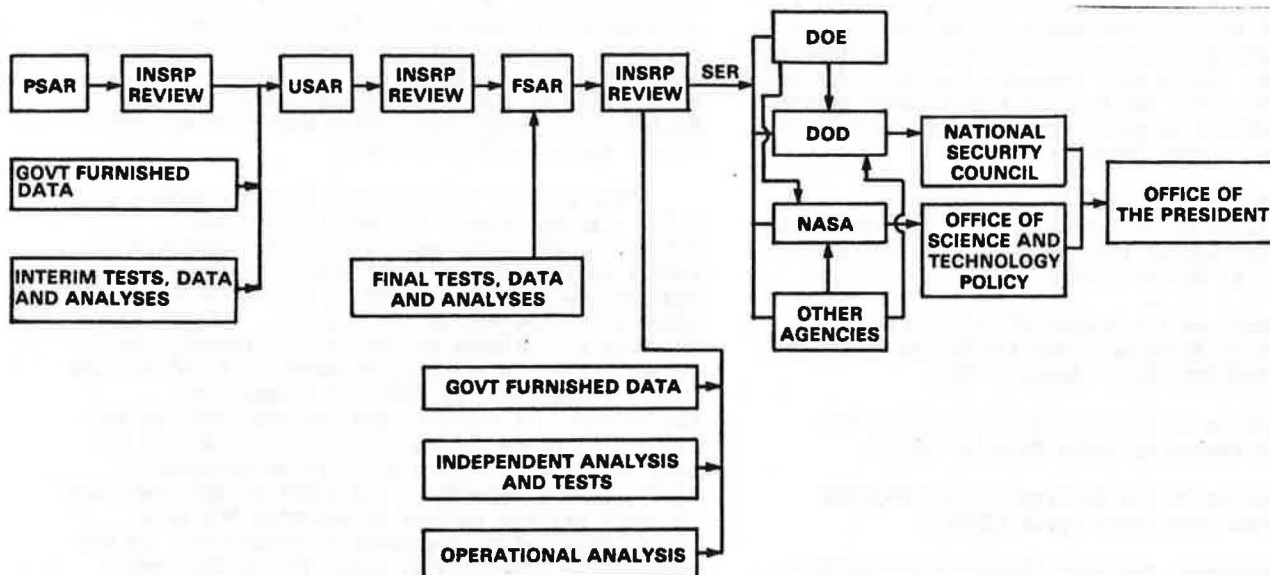 PSAR
INSRP
REVIEW
USAR
INSRP
REVIEW
FSAR
INSRP
REVIEW
SER
DOE
DOD
NASA
OTHER
AGENCIES
NATIONAL
SECURITY
COUNCIL
OFFICE OF
SCIENCE AND
TECHNOLOGY
POLICY
OFFICE OF
THE PRESIDENT
GOVT FURNISHED
DATA
INTERIM TESTS, DATA
AND ANALYSES
FINAL TESTS, DATA
AND ANALYSES
GOVT FURNISHED DATA
INDEPENDENT ANALYSIS
AND TESTS
OPERATIONAL ANALYSIS